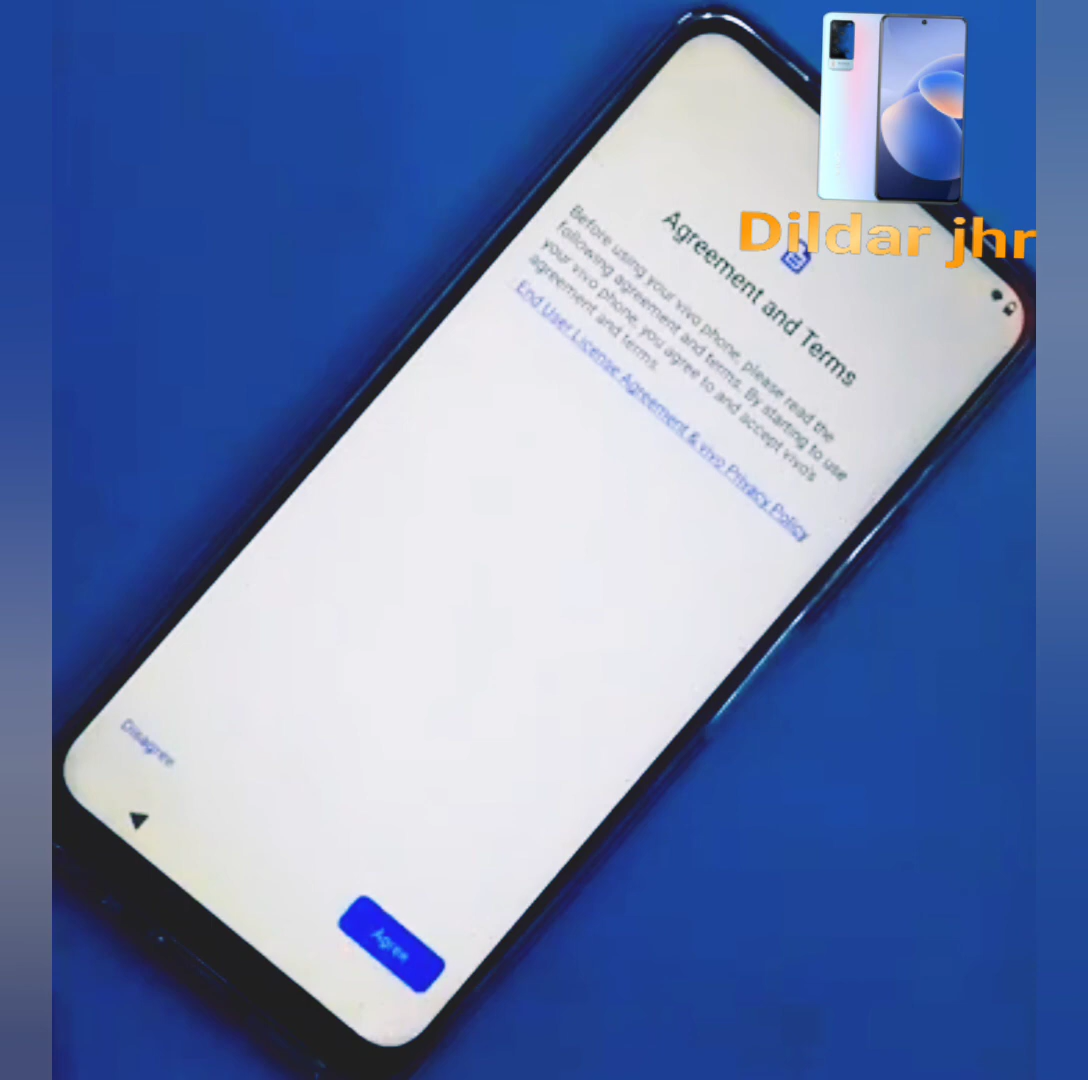 Dildar jhr
Agreement and Terms
Before using your vivo phone, please read the
following agreement and terms. By starting to use
your vivo phone, you agree to and accept vivo's
agreement and terms.
End User License Agreement & vivo Privacy Policy
Disagree
Agree